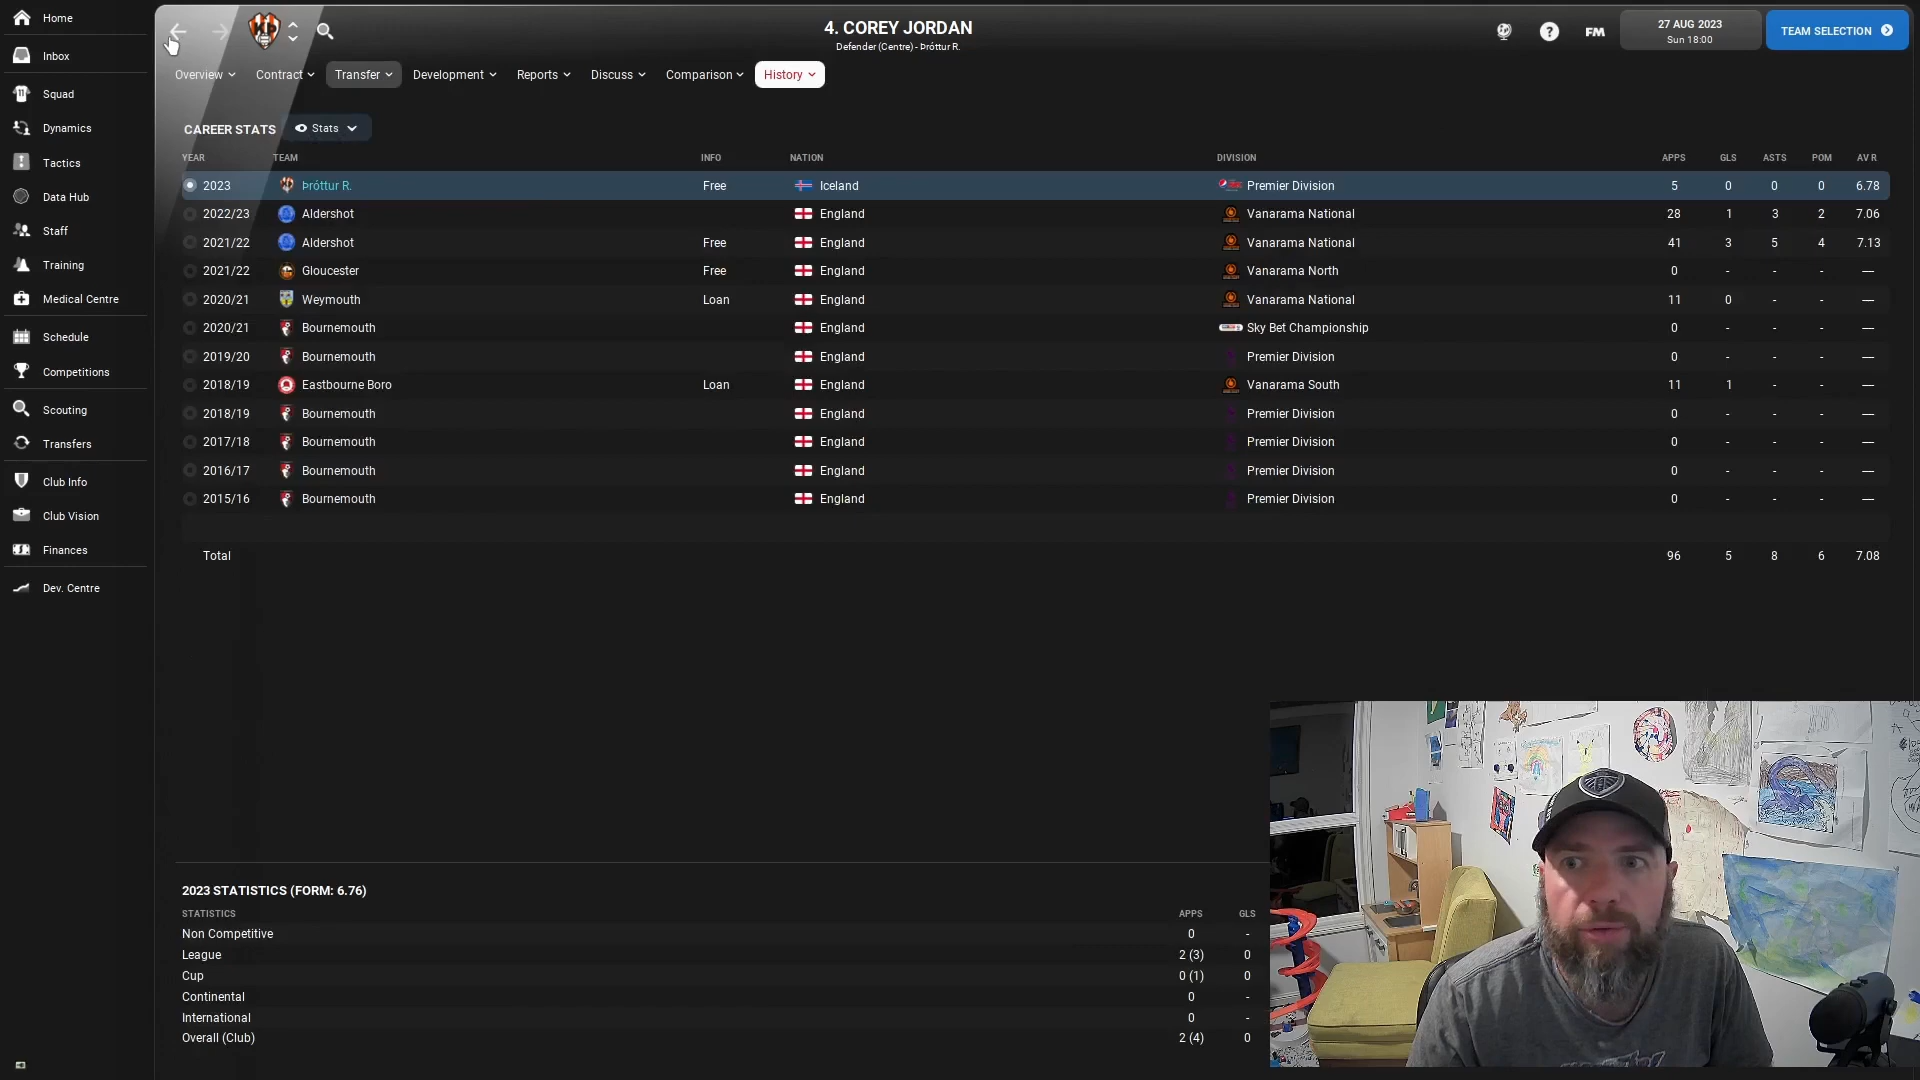 Home
Inbox
Squad
Dynamics
Tactics
Data Hub
Staff
Training
Medical Centre
Schedule
Competitions
Scouting
Transfers
Club Info
Club Vision
Finances
Dev. Centre
4. COREY JORDAN
Defender (Centre) - Þróttur R.
FM
27 AUG 2023
Sun 18:00
TEAM SELECTION
Overview Contract Transfer Development Reports Discuss Comparison History
CAREER STATS Stats
YEAR TEAM INFO NATION DIVISION APPS GLS ASTS POM AV R
2023 Þróttur R. Free Iceland Premier Division 5 0 0 0 6.78
2022/23 Aldershot England Vanarama National 28 1 3 2 7.06
2021/22 Aldershot Free England Vanarama National 41 3 5 4 7.13
2021/22 Gloucester Free England Vanarama North 0 - - - —
2020/21 Weymouth Loan England Vanarama National 11 0 - - —
2020/21 Bournemouth England Sky Bet Championship 0 - - - —
2019/20 Bournemouth England Premier Division 0 - - - —
2018/19 Eastbourne Boro Loan England Vanarama South 11 1 - - —
2018/19 Bournemouth England Premier Division 0 - - - —
2017/18 Bournemouth England Premier Division 0 - - - —
2016/17 Bournemouth England Premier Division 0 - - - —
2015/16 Bournemouth England Premier Division 0 - - - —
Total 96 5 8 6 7.08
2023 STATISTICS (FORM: 6.76)
STATISTICS APPS GLS
Non Competitive 0 -
League 2 (3) 0
Cup 0 (1) 0
Continental 0 -
International 0 -
Overall (Club) 2 (4) 0